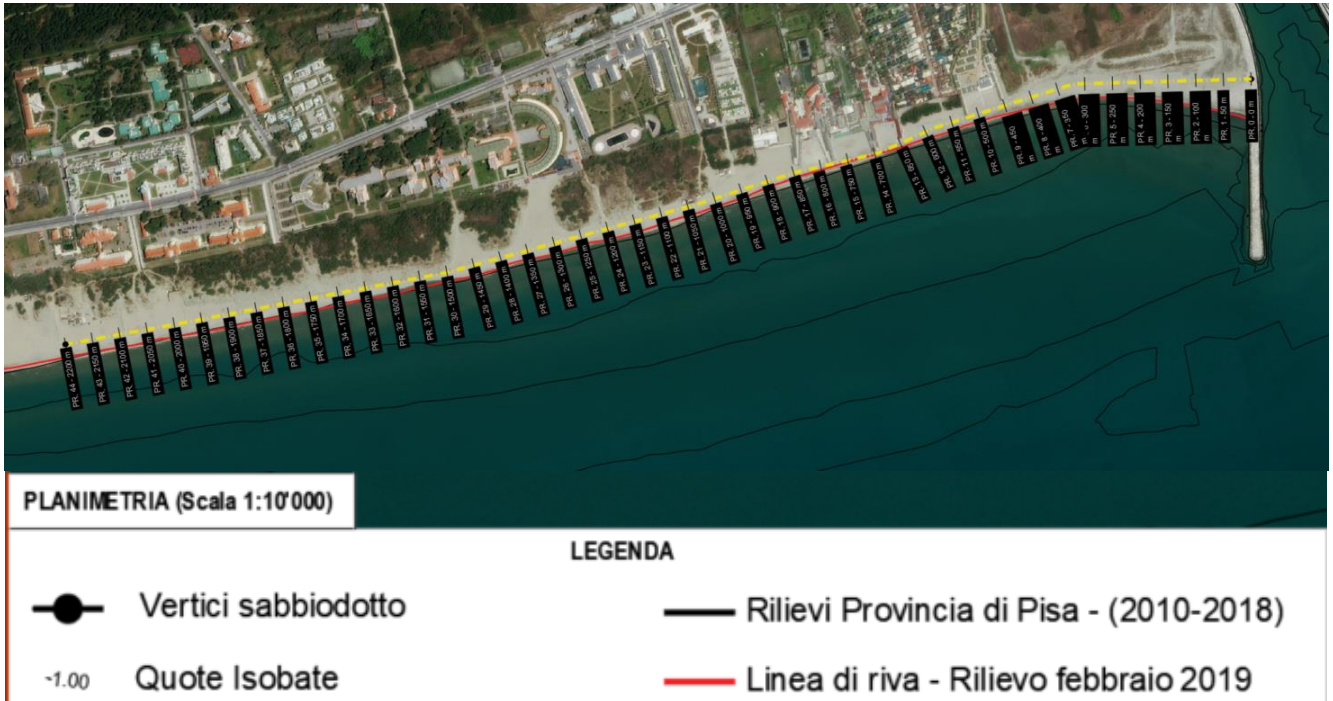 PR. 44 - 2200 m
PR. 43 - 2150 m
PR. 42 - 2100 m
PR. 41 - 2050 m
PR. 40 - 2000 m
PR. 39 - 1950 m
PR. 38 - 1900 m
PR. 37 - 1850 m
PR. 36 - 1800 m
PR. 35 - 1750 m
PR. 34 - 1700 m
PR. 33 - 1650 m
PR. 32 - 1600 m
PR. 31 - 1550 m
PR. 30 - 1500 m
PR. 29 - 1450 m
PR. 28 - 1400 m
PR. 27 - 1350 m
PR. 26 - 1300 m
PR. 25 - 1250 m
PR. 24 - 1200 m
PR. 23 - 1150 m
PR. 22 - 1100 m
PR. 21 - 1050 m
PR. 20 - 1000 m
PR. 19 - 950 m
PR. 18 - 900 m
PR. 17 - 850 m
PR. 16 - 800 m
PR. 15 - 750 m
PR. 14 - 700 m
PR. 13 - 650 m
PR. 12 - 600 m
PR. 11 - 550 m
PR. 10 - 500 m
PR. 9 - 450
m
PR. 8 - 400
m
PR. 7 - 350
m
- 300
m
PR. 5 - 250
m
PR. 4 - 200
m
PR. 3 - 150
m
PR. 2 - 100
m
PR. 1 - 50 m
PR. 0 - 0 m
PLANIMETRIA (Scala 1:10'000)
LEGENDA
Vertici sabbiodotto
Rilievi Provincia di Pisa - (2010-2018)
-1.00 Quote Isobate
Linea di riva - Rilievo febbraio 2019